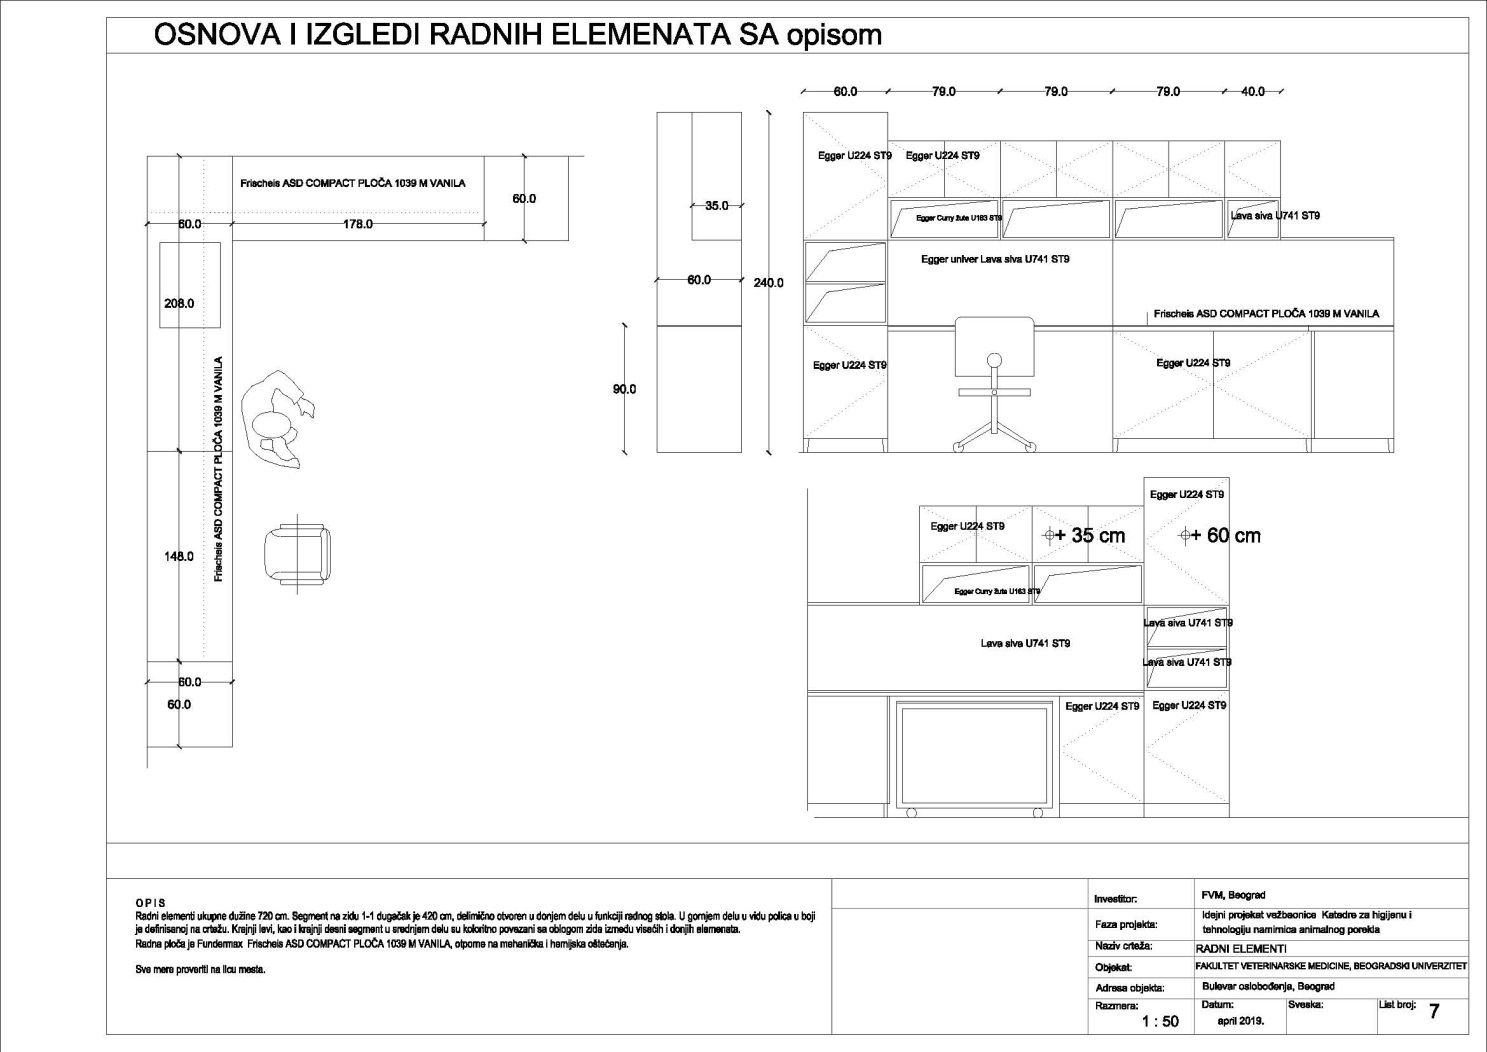 OSNOVA I IZGLEDI RADNIH ELEMENATA SA opisom
60.0 79.0 79.0 79.0 40.0
Egger U224 ST9 Egger U224 ST9
Frischeis ASD COMPACT PLOČA 1039 M VANILA
60.0
35.0
Egger Curry žuta U163 ST9
Lava siva U741 ST9
60.0 178.0
Egger univer Lava siva U741 ST9
60.0
240.0
208.0
Frischeis ASD COMPACT PLOČA 1039 M VANILA
Egger U224 ST9
Egger U224 ST9
90.0
Frischeis ASD COMPACT PLOČA 1039 M VANILA
Egger U224 ST9
Egger U224 ST9
+ 35 cm
+ 60 cm
148.0
Egger Curry žuta U163 ST9
Lava siva U741 ST9
Lava siva U741 ST9
Lava siva U741 ST9
60.0
60.0
Egger U224 ST9 Egger U224 ST9
O P I S
Radni elementi ukupne dužine 720 cm. Segment na zidu 1-1 dugačak je 420 cm, delimično otvoren u donjem delu u funkciji radnog stola. U gornjem delu u vidu polica u boji
je definisanoj na crtežu. Krajnji levi, kao i krajnji desni segment u srednjem delu su koloritno povezani sa oblogom zida između visećih i donjih elemenata.
Radna ploča je Fundermax Frischeis ASD COMPACT PLOČA 1039 M VANILA, otporne na mehanička i hemijska oštećenja.
Sve mere proveriti na licu mesta.
Investitor: FVM, Beograd
Faza projekta: Idejni projekat vežbaonice Katedre za higijenu i
tehnologiju namirnica animalnog porekla
Naziv crteža: RADNI ELEMENTI
Objekat: FAKULTET VETERINARSKE MEDICINE, BEOGRADSKI UNIVERZITET
Adresa objekta: Bulevar oslobođenja, Beograd
Razmera: 1 : 50
Datum: april 2019.
Sveska:
List broj: 7